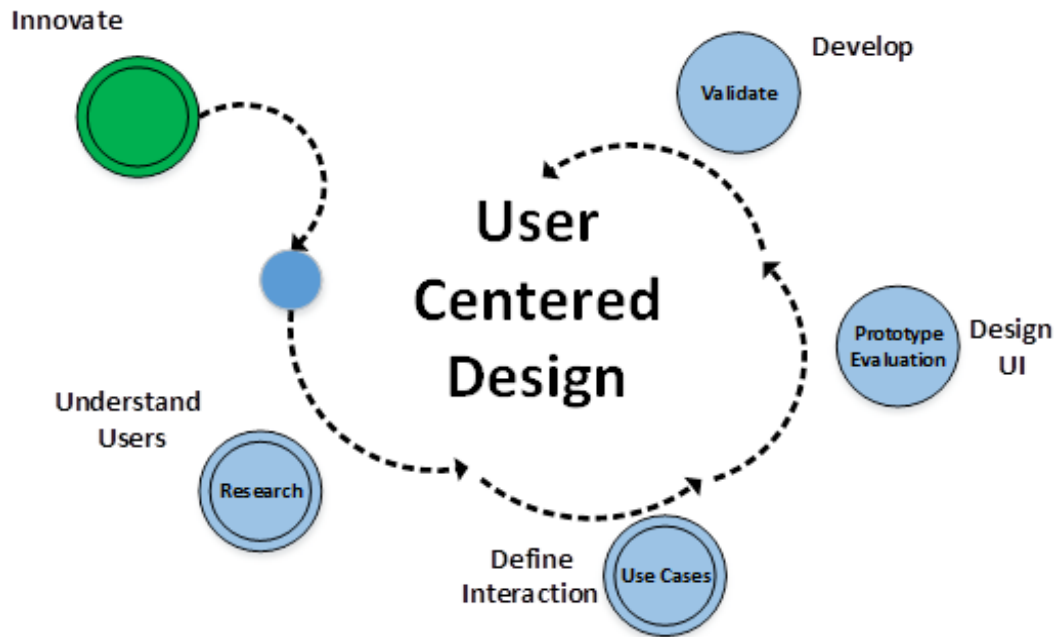 Innovate
Develop
Validate
User
Centered
Design
Prototype
Evaluation
Design
UI
Understand
Users
Research
Define
Interaction
Use Cases